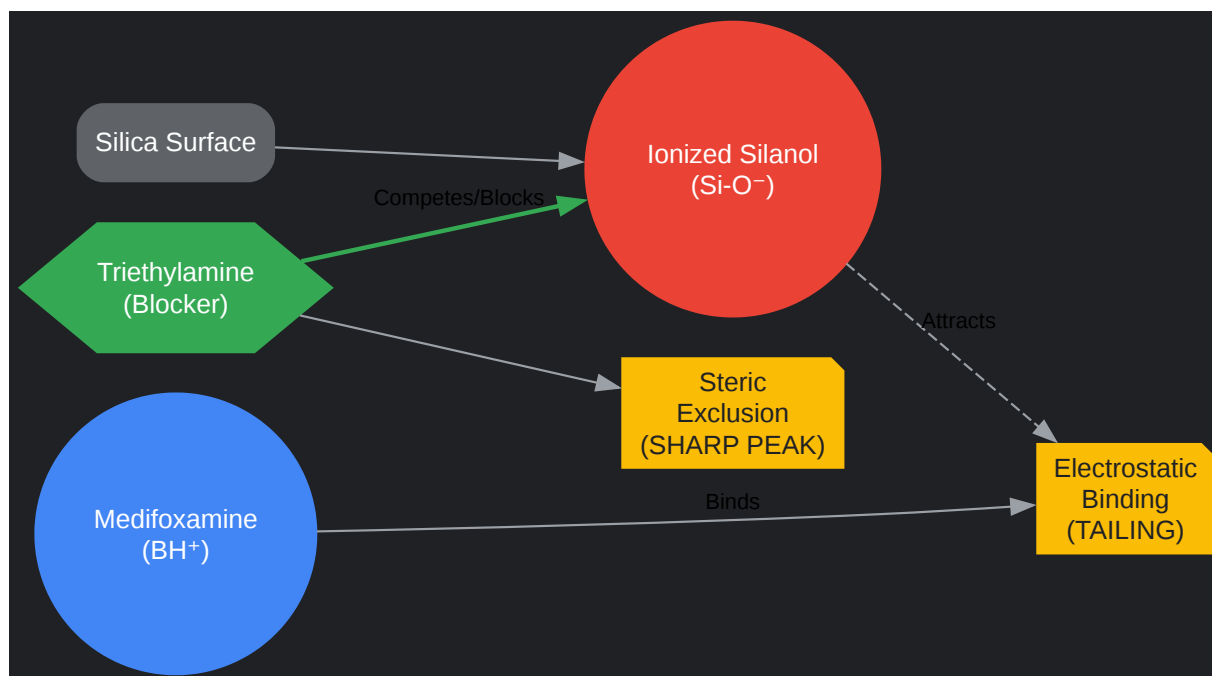 Silica Surface
Ionized Silanol
(Si-O⁻)
Competes/Blocks
Triethylamine
(Blocker)
Attracts
Steric
Exclusion
(SHARP PEAK)
Electrostatic
Binding
(TAILING)
Binds
Medifoxamine
(BH⁺)